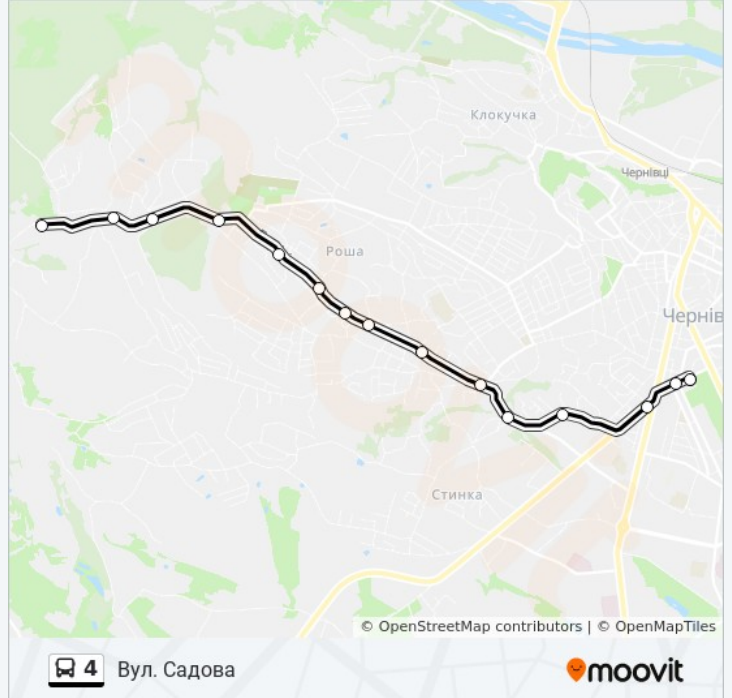 Клокучка
Чернівці
Роша
Чернів
Стинка
© OpenStreetMap contributors | © OpenMapTiles
4 Вул. Садова moovit